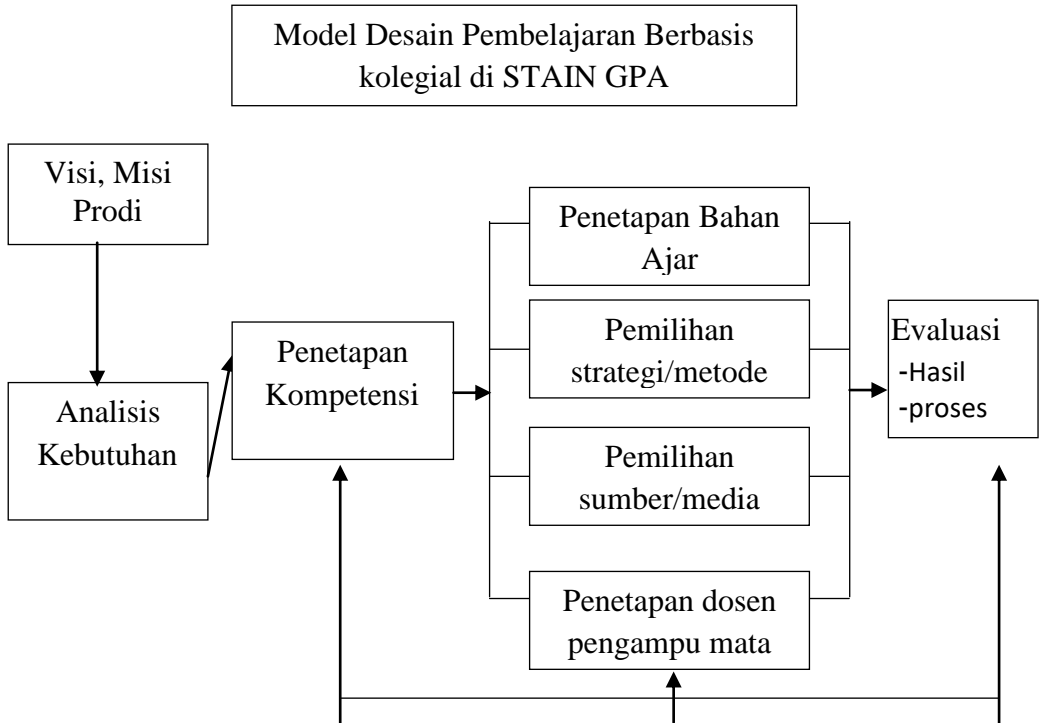 Model Desain Pembelajaran Berbasis
kolegial di STAIN GPA
Visi, Misi
Prodi
Analisis
Kebutuhan
Penetapan
Kompetensi
Penetapan Bahan
Ajar
Pemilihan
strategi/metode
Pemilihan
sumber/media
Penetapan dosen
pengampu mata
Evaluasi
-Hasil
-proses